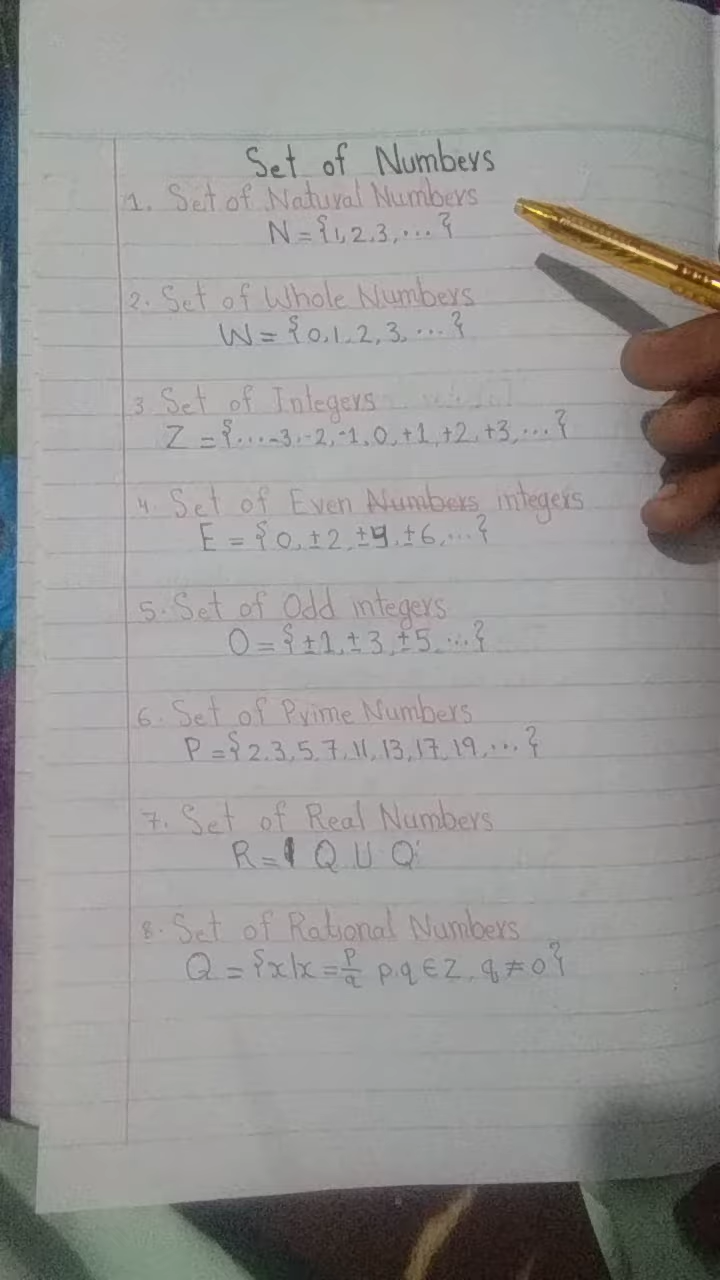 Set of Numbers
1. Set of Natural Numbers
N = {1, 2, 3, ... }
2. Set of Whole Numbers
W = { 0, 1, 2, 3, ... }
3. Set of Integers
Z = {... -3, -2, -1, 0, +1, +2, +3, ... }
4. Set of Even Numbers integers
E = { 0, ±2, ±4, ±6, ... }
5. Set of Odd integers
O = { ±1, ±3, ±5, ... }
6. Set of Prime Numbers
P = { 2, 3, 5, 7, 11, 13, 17, 19, ... }
7. Set of Real Numbers
R = Q U Q'
8. Set of Rational Numbers
Q = {x/x = p/q p, q ∈ Z, q ≠ 0 }